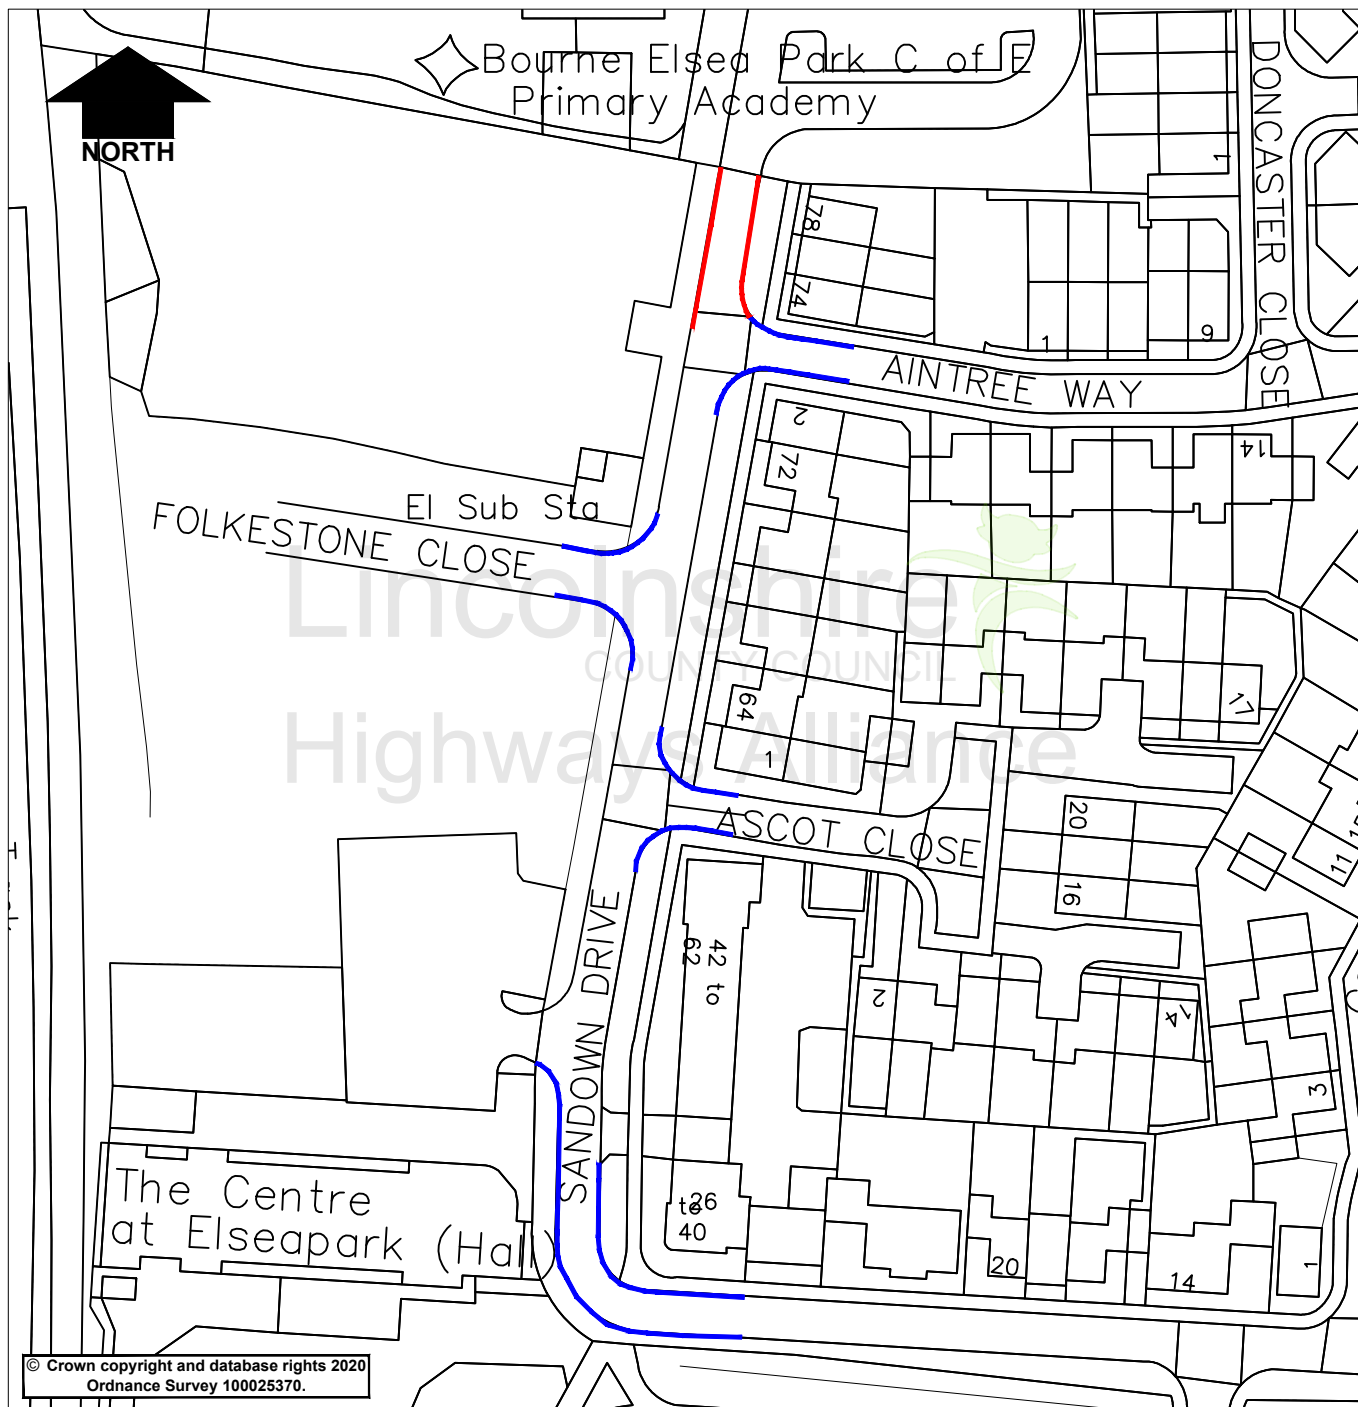 Bourne Elsea Park C of E
Primary Academy
NORTH
DONCASTER CLOSE
1
78
74
1
9
AINTREE WAY
2
72
14
El Sub Sta
FOLKESTONE CLOSE
Lincolnshire
COUNTY COUNCIL
Highways Alliance
64
1
17
ASCOT CLOSE
20
16
11
SANDOWN DRIVE
42 to
62
2
14
3
The Centre
at Elseapark (Hall)
26
to
40
20
14
1
© Crown copyright and database rights 2020
Ordnance Survey 100025370.